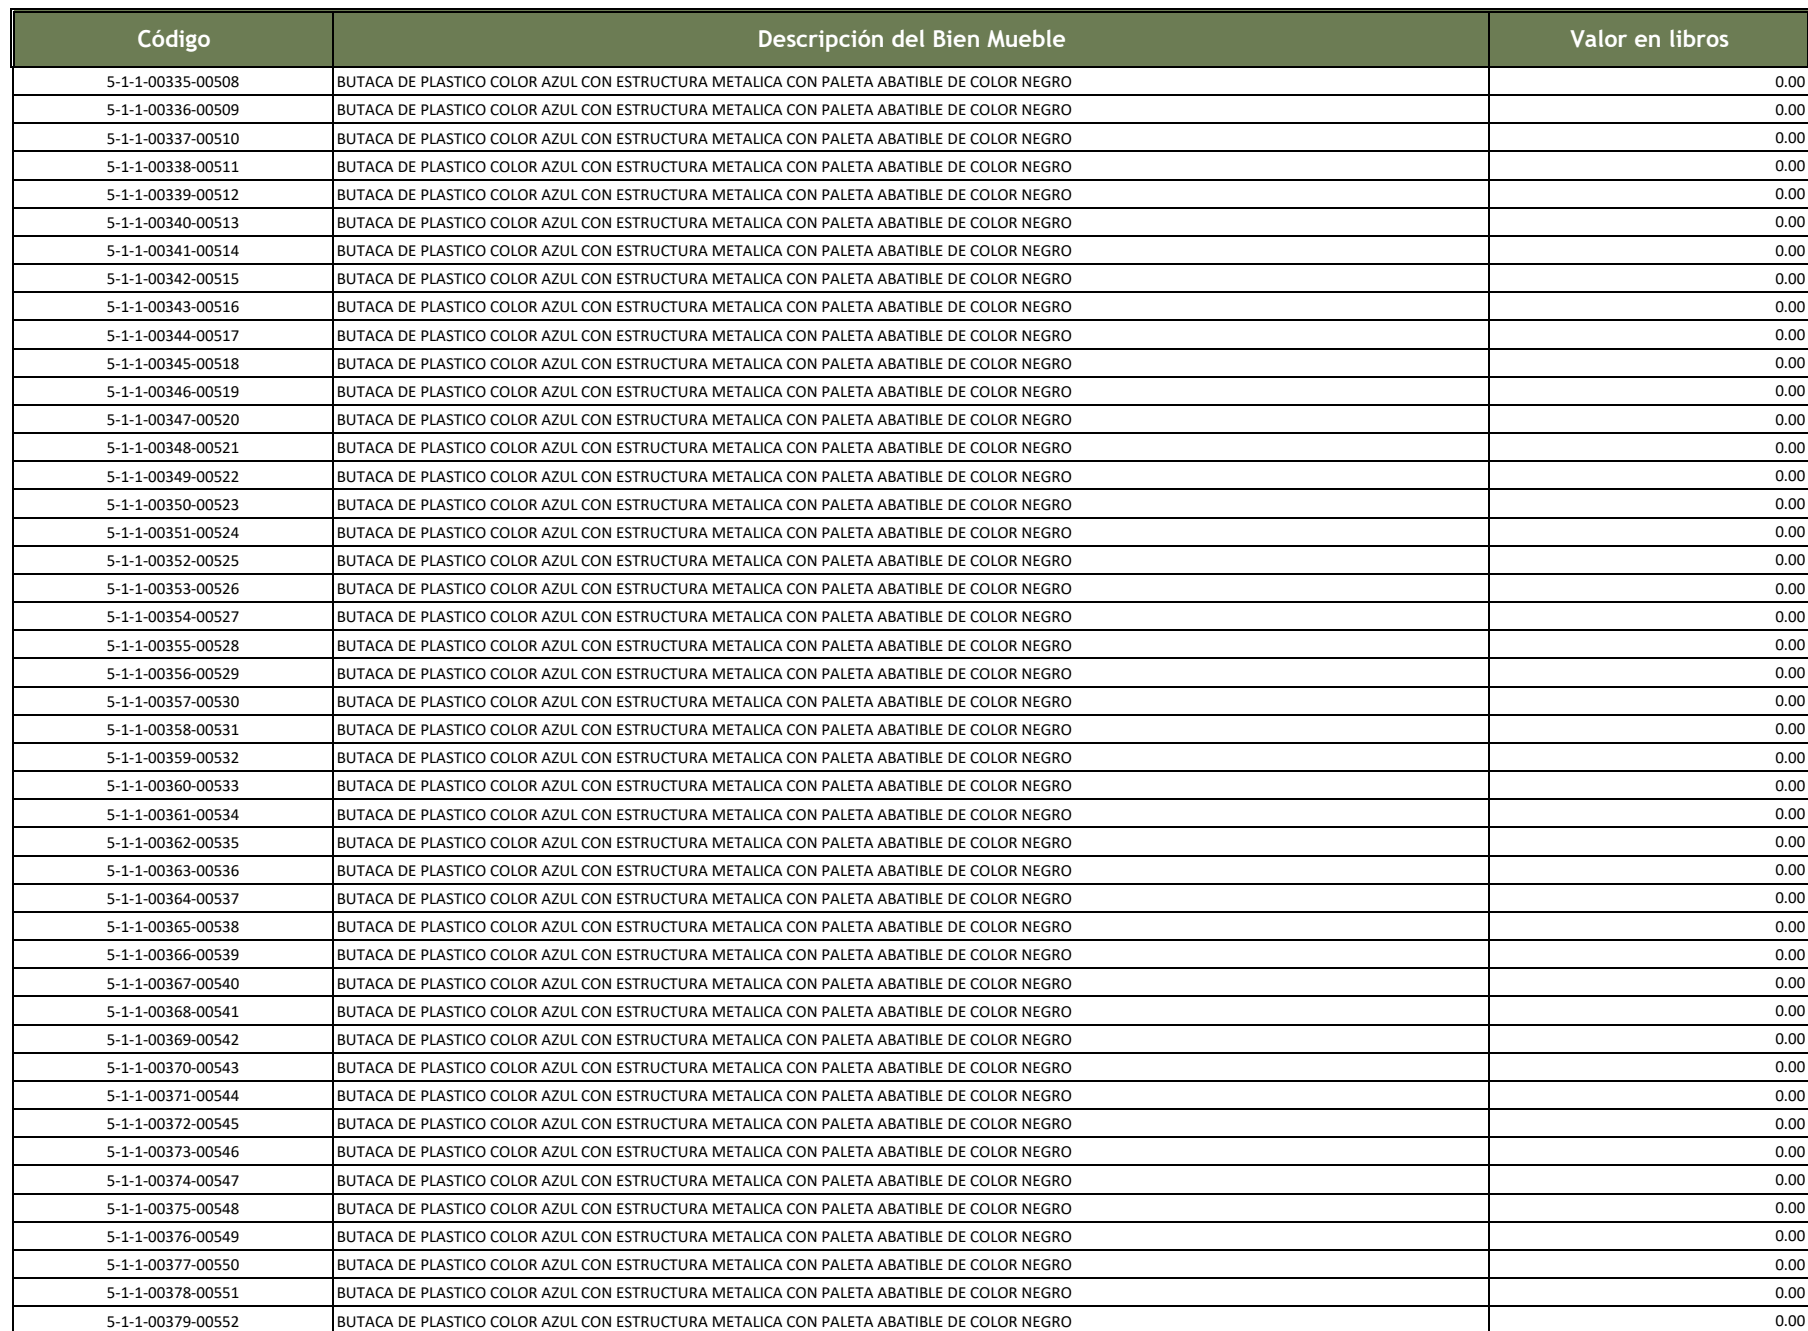 Código Descripción del Bien Mueble Valor en libros
5-1-1-00335-00508 BUTACA DE PLASTICO COLOR AZUL CON ESTRUCTURA METALICA CON PALETA ABATIBLE DE COLOR NEGRO 0.00
5-1-1-00336-00509 BUTACA DE PLASTICO COLOR AZUL CON ESTRUCTURA METALICA CON PALETA ABATIBLE DE COLOR NEGRO 0.00
5-1-1-00337-00510 BUTACA DE PLASTICO COLOR AZUL CON ESTRUCTURA METALICA CON PALETA ABATIBLE DE COLOR NEGRO 0.00
5-1-1-00338-00511 BUTACA DE PLASTICO COLOR AZUL CON ESTRUCTURA METALICA CON PALETA ABATIBLE DE COLOR NEGRO 0.00
5-1-1-00339-00512 BUTACA DE PLASTICO COLOR AZUL CON ESTRUCTURA METALICA CON PALETA ABATIBLE DE COLOR NEGRO 0.00
5-1-1-00340-00513 BUTACA DE PLASTICO COLOR AZUL CON ESTRUCTURA METALICA CON PALETA ABATIBLE DE COLOR NEGRO 0.00
5-1-1-00341-00514 BUTACA DE PLASTICO COLOR AZUL CON ESTRUCTURA METALICA CON PALETA ABATIBLE DE COLOR NEGRO 0.00
5-1-1-00342-00515 BUTACA DE PLASTICO COLOR AZUL CON ESTRUCTURA METALICA CON PALETA ABATIBLE DE COLOR NEGRO 0.00
5-1-1-00343-00516 BUTACA DE PLASTICO COLOR AZUL CON ESTRUCTURA METALICA CON PALETA ABATIBLE DE COLOR NEGRO 0.00
5-1-1-00344-00517 BUTACA DE PLASTICO COLOR AZUL CON ESTRUCTURA METALICA CON PALETA ABATIBLE DE COLOR NEGRO 0.00
5-1-1-00345-00518 BUTACA DE PLASTICO COLOR AZUL CON ESTRUCTURA METALICA CON PALETA ABATIBLE DE COLOR NEGRO 0.00
5-1-1-00346-00519 BUTACA DE PLASTICO COLOR AZUL CON ESTRUCTURA METALICA CON PALETA ABATIBLE DE COLOR NEGRO 0.00
5-1-1-00347-00520 BUTACA DE PLASTICO COLOR AZUL CON ESTRUCTURA METALICA CON PALETA ABATIBLE DE COLOR NEGRO 0.00
5-1-1-00348-00521 BUTACA DE PLASTICO COLOR AZUL CON ESTRUCTURA METALICA CON PALETA ABATIBLE DE COLOR NEGRO 0.00
5-1-1-00349-00522 BUTACA DE PLASTICO COLOR AZUL CON ESTRUCTURA METALICA CON PALETA ABATIBLE DE COLOR NEGRO 0.00
5-1-1-00350-00523 BUTACA DE PLASTICO COLOR AZUL CON ESTRUCTURA METALICA CON PALETA ABATIBLE DE COLOR NEGRO 0.00
5-1-1-00351-00524 BUTACA DE PLASTICO COLOR AZUL CON ESTRUCTURA METALICA CON PALETA ABATIBLE DE COLOR NEGRO 0.00
5-1-1-00352-00525 BUTACA DE PLASTICO COLOR AZUL CON ESTRUCTURA METALICA CON PALETA ABATIBLE DE COLOR NEGRO 0.00
5-1-1-00353-00526 BUTACA DE PLASTICO COLOR AZUL CON ESTRUCTURA METALICA CON PALETA ABATIBLE DE COLOR NEGRO 0.00
5-1-1-00354-00527 BUTACA DE PLASTICO COLOR AZUL CON ESTRUCTURA METALICA CON PALETA ABATIBLE DE COLOR NEGRO 0.00
5-1-1-00355-00528 BUTACA DE PLASTICO COLOR AZUL CON ESTRUCTURA METALICA CON PALETA ABATIBLE DE COLOR NEGRO 0.00
5-1-1-00356-00529 BUTACA DE PLASTICO COLOR AZUL CON ESTRUCTURA METALICA CON PALETA ABATIBLE DE COLOR NEGRO 0.00
5-1-1-00357-00530 BUTACA DE PLASTICO COLOR AZUL CON ESTRUCTURA METALICA CON PALETA ABATIBLE DE COLOR NEGRO 0.00
5-1-1-00358-00531 BUTACA DE PLASTICO COLOR AZUL CON ESTRUCTURA METALICA CON PALETA ABATIBLE DE COLOR NEGRO 0.00
5-1-1-00359-00532 BUTACA DE PLASTICO COLOR AZUL CON ESTRUCTURA METALICA CON PALETA ABATIBLE DE COLOR NEGRO 0.00
5-1-1-00360-00533 BUTACA DE PLASTICO COLOR AZUL CON ESTRUCTURA METALICA CON PALETA ABATIBLE DE COLOR NEGRO 0.00
5-1-1-00361-00534 BUTACA DE PLASTICO COLOR AZUL CON ESTRUCTURA METALICA CON PALETA ABATIBLE DE COLOR NEGRO 0.00
5-1-1-00362-00535 BUTACA DE PLASTICO COLOR AZUL CON ESTRUCTURA METALICA CON PALETA ABATIBLE DE COLOR NEGRO 0.00
5-1-1-00363-00536 BUTACA DE PLASTICO COLOR AZUL CON ESTRUCTURA METALICA CON PALETA ABATIBLE DE COLOR NEGRO 0.00
5-1-1-00364-00537 BUTACA DE PLASTICO COLOR AZUL CON ESTRUCTURA METALICA CON PALETA ABATIBLE DE COLOR NEGRO 0.00
5-1-1-00365-00538 BUTACA DE PLASTICO COLOR AZUL CON ESTRUCTURA METALICA CON PALETA ABATIBLE DE COLOR NEGRO 0.00
5-1-1-00366-00539 BUTACA DE PLASTICO COLOR AZUL CON ESTRUCTURA METALICA CON PALETA ABATIBLE DE COLOR NEGRO 0.00
5-1-1-00367-00540 BUTACA DE PLASTICO COLOR AZUL CON ESTRUCTURA METALICA CON PALETA ABATIBLE DE COLOR NEGRO 0.00
5-1-1-00368-00541 BUTACA DE PLASTICO COLOR AZUL CON ESTRUCTURA METALICA CON PALETA ABATIBLE DE COLOR NEGRO 0.00
5-1-1-00369-00542 BUTACA DE PLASTICO COLOR AZUL CON ESTRUCTURA METALICA CON PALETA ABATIBLE DE COLOR NEGRO 0.00
5-1-1-00370-00543 BUTACA DE PLASTICO COLOR AZUL CON ESTRUCTURA METALICA CON PALETA ABATIBLE DE COLOR NEGRO 0.00
5-1-1-00371-00544 BUTACA DE PLASTICO COLOR AZUL CON ESTRUCTURA METALICA CON PALETA ABATIBLE DE COLOR NEGRO 0.00
5-1-1-00372-00545 BUTACA DE PLASTICO COLOR AZUL CON ESTRUCTURA METALICA CON PALETA ABATIBLE DE COLOR NEGRO 0.00
5-1-1-00373-00546 BUTACA DE PLASTICO COLOR AZUL CON ESTRUCTURA METALICA CON PALETA ABATIBLE DE COLOR NEGRO 0.00
5-1-1-00374-00547 BUTACA DE PLASTICO COLOR AZUL CON ESTRUCTURA METALICA CON PALETA ABATIBLE DE COLOR NEGRO 0.00
5-1-1-00375-00548 BUTACA DE PLASTICO COLOR AZUL CON ESTRUCTURA METALICA CON PALETA ABATIBLE DE COLOR NEGRO 0.00
5-1-1-00376-00549 BUTACA DE PLASTICO COLOR AZUL CON ESTRUCTURA METALICA CON PALETA ABATIBLE DE COLOR NEGRO 0.00
5-1-1-00377-00550 BUTACA DE PLASTICO COLOR AZUL CON ESTRUCTURA METALICA CON PALETA ABATIBLE DE COLOR NEGRO 0.00
5-1-1-00378-00551 BUTACA DE PLASTICO COLOR AZUL CON ESTRUCTURA METALICA CON PALETA ABATIBLE DE COLOR NEGRO 0.00
5-1-1-00379-00552 BUTACA DE PLASTICO COLOR AZUL CON ESTRUCTURA METALICA CON PALETA ABATIBLE DE COLOR NEGRO 0.00